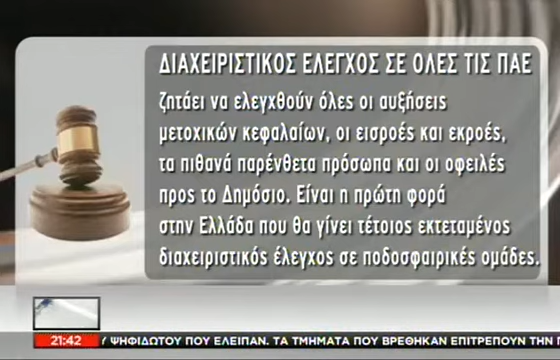 ΔΙΑΧΕΙΡΙΣΤΙΚΟΣ ΕΛΕΓΧΟΣ ΣΕ ΟΛΕΣ ΤΙΣ ΠΑΕ
ζητάει να ελεγχθούν όλες οι αυξήσεις
μετοχικών κεφαλαίων, οι εισροές και εκροές,
τα πιθανά παρένθετα πρόσωπα και οι οφειλές
προς το Δημόσιο. Είναι η πρώτη φορά
στην Ελλάδα που θα γίνει τέτοιος εκτεταμένος
διαχειριστικός έλεγχος σε ποδοσφαιρικές ομάδες.
21:42 Υ ΨΗΦΙΔΩΤΟΥ ΠΟΥ ΕΛΕΙΠΑΝ. ΤΑ ΤΜΗΜΑΤΑ ΠΟΥ ΒΡΕΘΗΚΑΝ ΕΠΙΤΡΕΠΟΥΝ ΤΗΝ